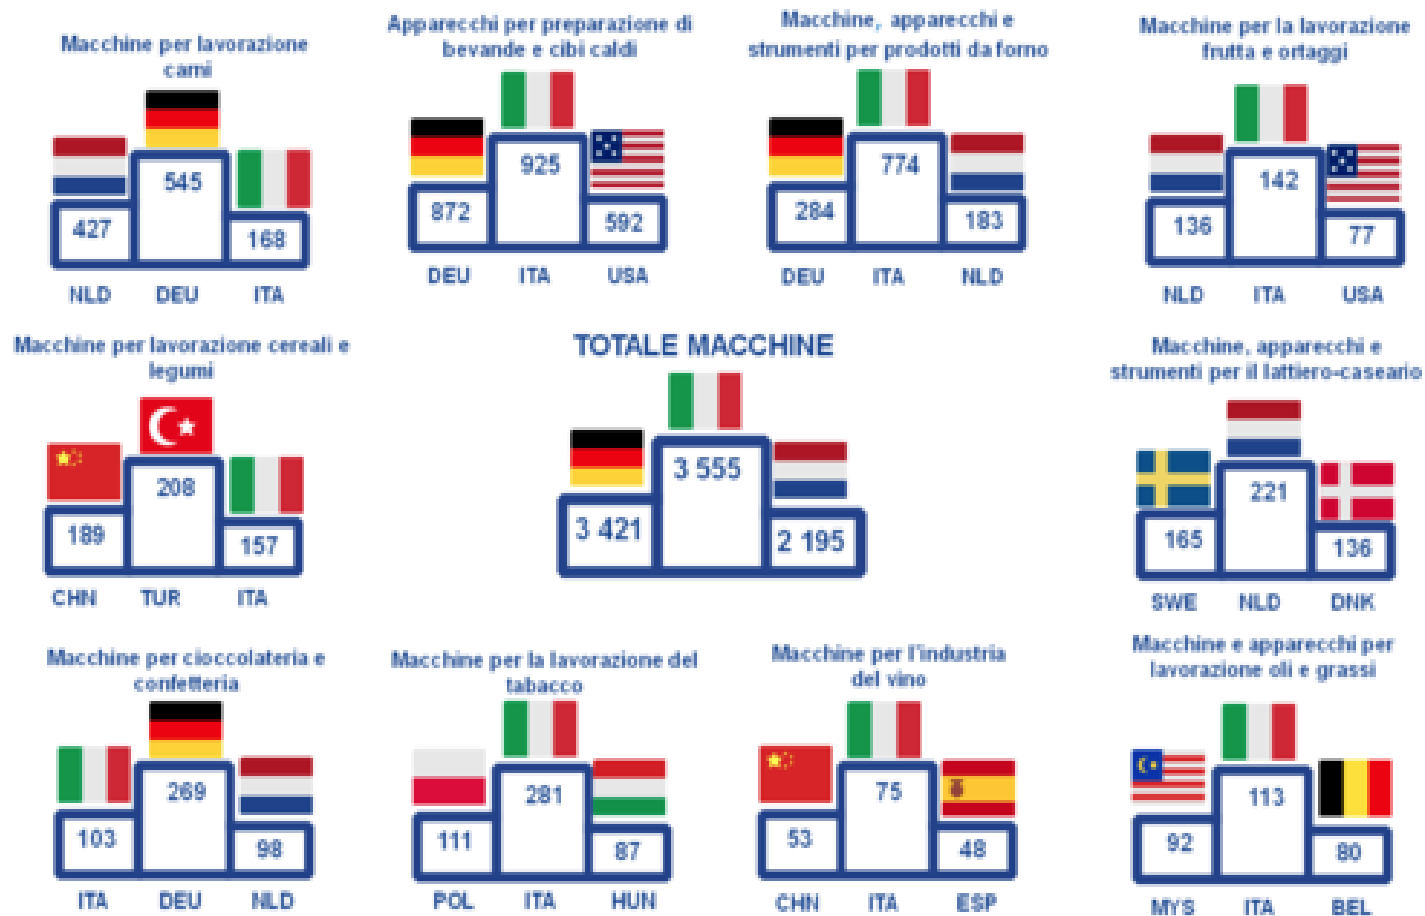 Macchine per lavorazione
carni
427
545
168
NLD
DEU
ITA
Apparecchi per preparazione di
bevande e cibi caldi
872
925
592
DEU
ITA
USA
Macchine, apparecchi e
strumenti per prodotti da forno
284
774
183
DEU
ITA
NLD
Macchine per la lavorazione
frutta e ortaggi
136
142
77
NLD
ITA
USA
Macchine per lavorazione cereali e
legumi
189
208
157
CHN
TUR
ITA
TOTALE MACCHINE
3 421
3 555
2 195
Macchine, apparecchi e
strumenti per il lattiero-caseario
165
221
136
SWE
NLD
DNK
Macchine per cioccolateria e
confetteria
103
269
98
ITA
DEU
NLD
Macchine per la lavorazione del
tabacco
111
281
87
POL
ITA
HUN
Macchine per l'industria
del vino
53
75
48
CHN
ITA
ESP
Macchine e apparecchi per
lavorazione oli e grassi
92
113
80
MYS
ITA
BEL